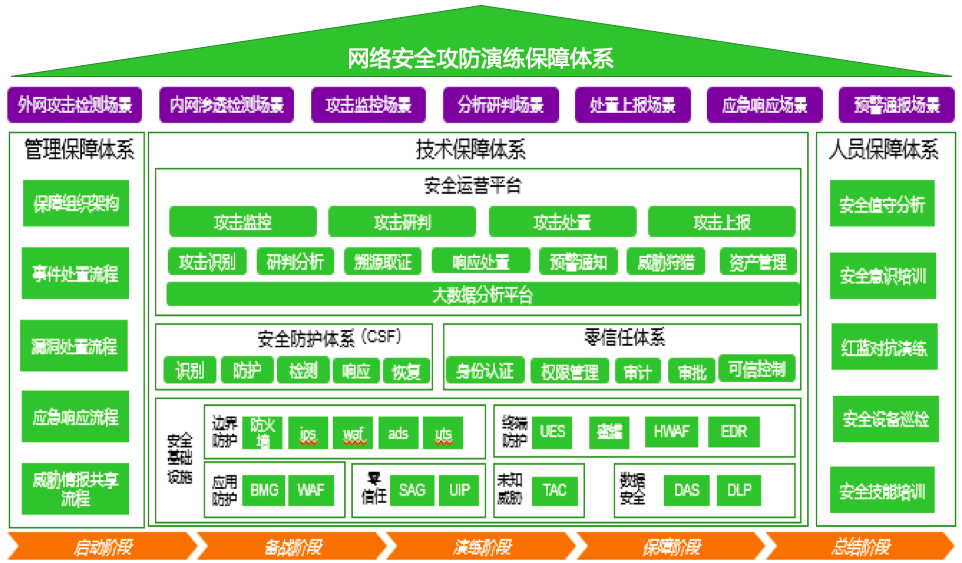 网络安全攻防演练保障体系
外网攻击检测场景
内网渗透检测场景
攻击监控场景
分析研判场景
处置上报场景
应急响应场景
预警通报场景
管理保障体系
保障组织架构
事件处置流程
漏洞处置流程
应急响应流程
威胁情报共享
流程
技术保障体系
安全运营平台
攻击监控
攻击研判
攻击处置
攻击上报
攻击识别
研判分析
溯源取证
响应处置
预警通知
威胁狩猎
资产管理
大数据分析平台
安全防护体系 (CSF)
识别
防护
检测
响应
恢复
零信任体系
身份认证
权限管理
审计
审批
可信控制
安全
基础
设施
边界
防护
防火
墙
ips
waf
ads
uts
终端
防护
UES
蜜罐
HWAF
EDR
应用
防护
BMG
WAF
零
信任
SAG
UIP
未知
威胁
TAC
数据
安全
DAS
DLP
人员保障体系
安全值守分析
安全意识培训
红蓝对抗演练
安全设备巡检
安全技能培训
启动阶段
备战阶段
演练阶段
保障阶段
总结阶段